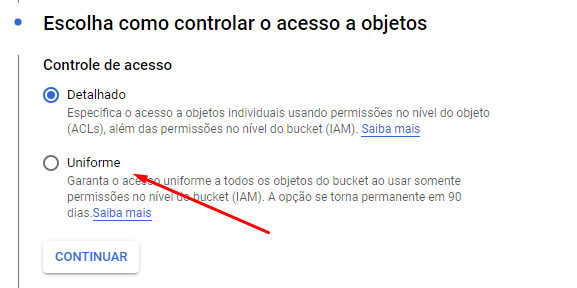 Escolha como controlar o acesso a objetos
Controle de acesso
Detalhado
Especifica o acesso a objetos individuais usando permissões no nível do objeto
(ACLs), além das permissões no nível do bucket (IAM). Saiba mais
Uniforme
Garanta o acesso uniforme a todos os objetos do bucket ao usar somente
permissões no nível do bucket (IAM). A opção se torna permanente em 90
dias.Saiba mais
CONTINUAR